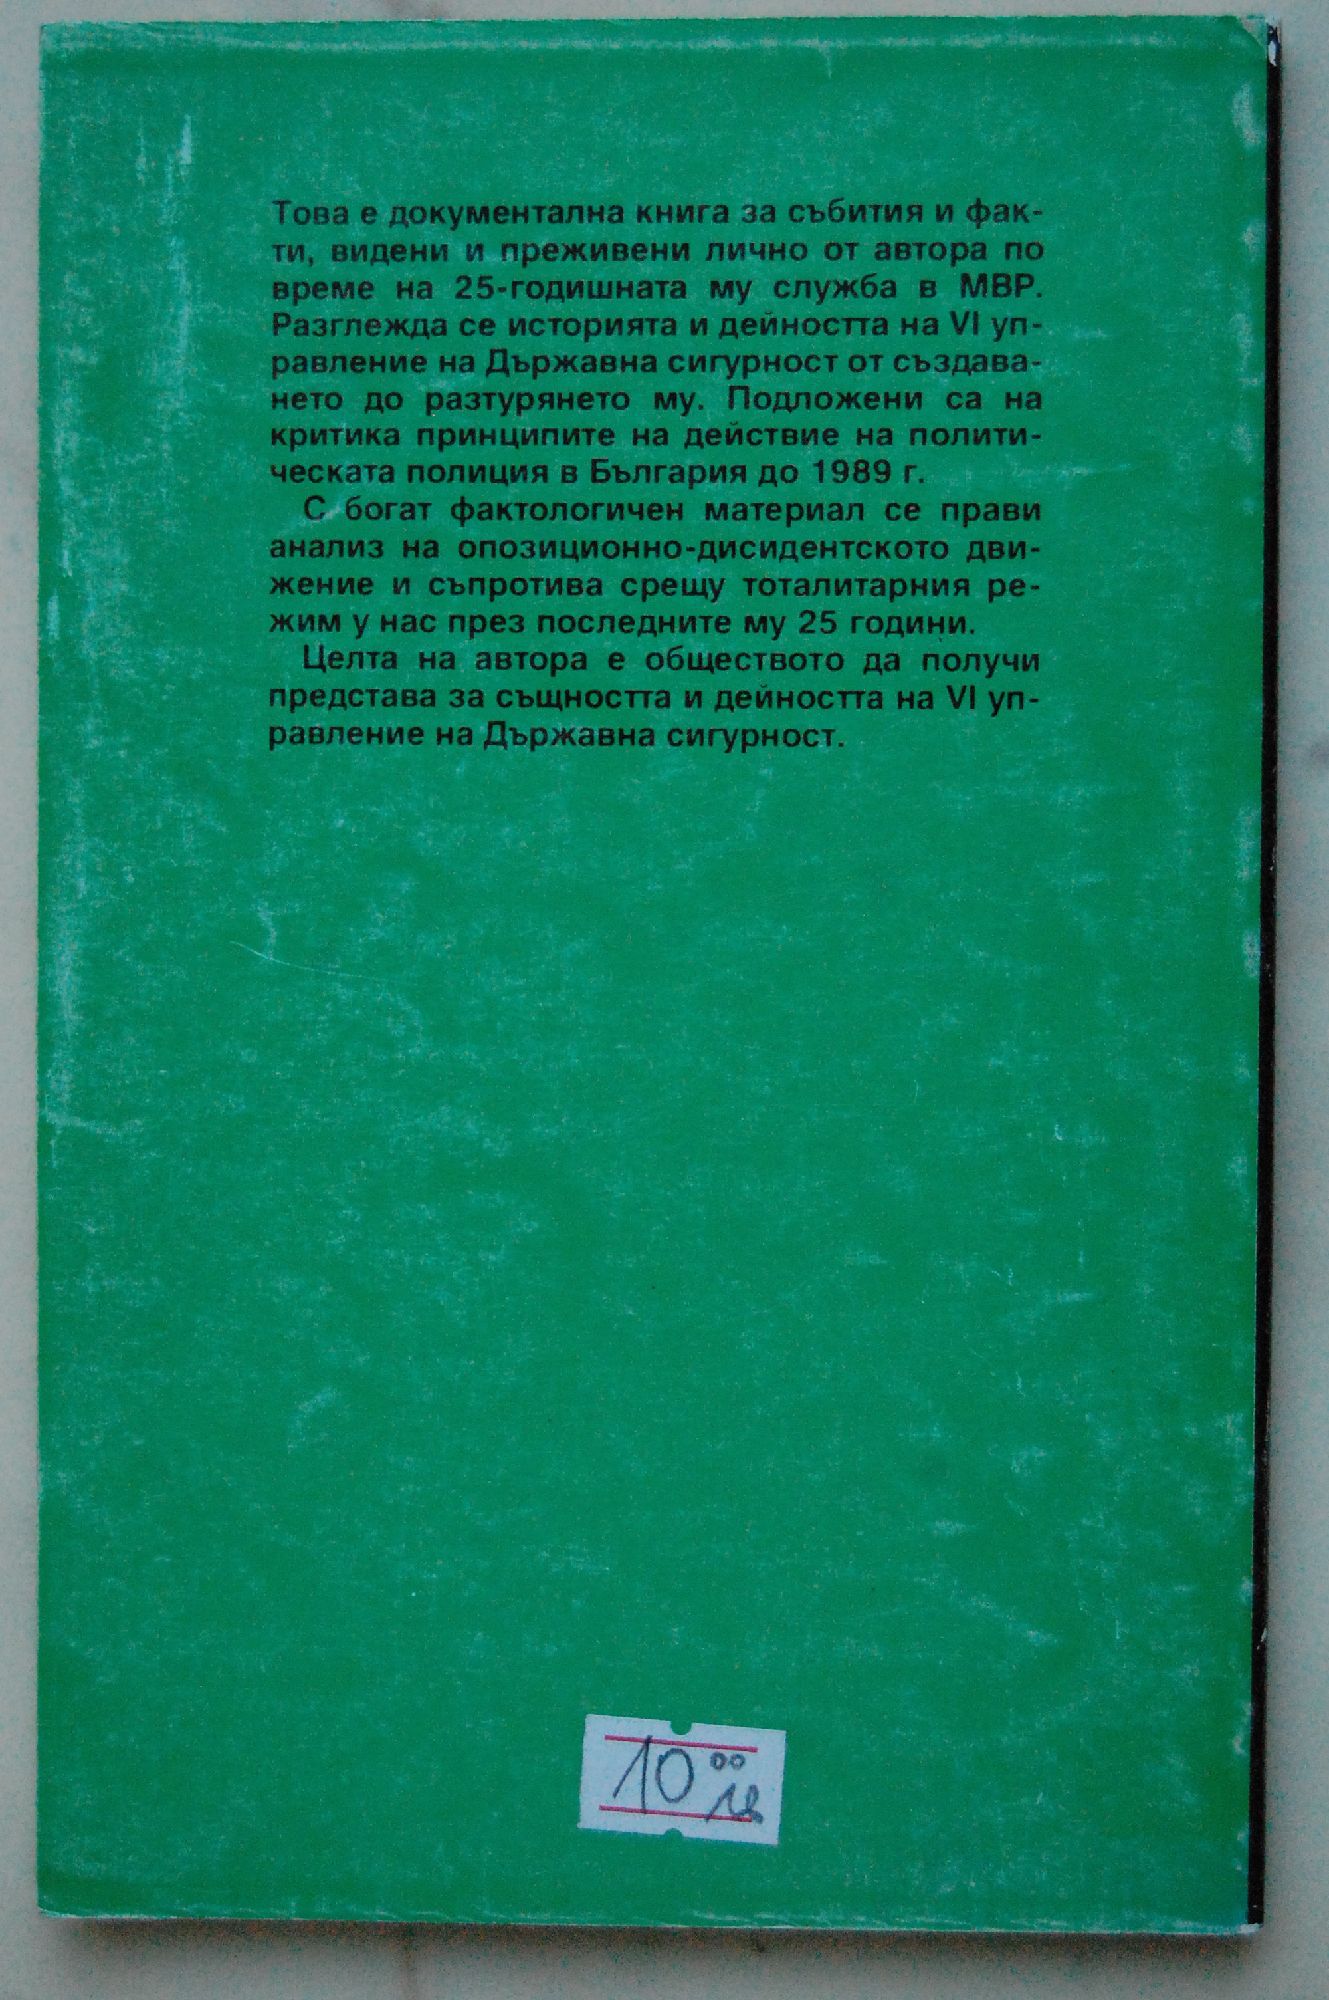 Това е документална книга за събития и фак-
ти, видени и преживени лично от автора по
време на 25-годишната му служба в МВР.
Разглежда се историята и дейността на VI уп-
равление на Държавна сигурност от създава-
нето до разтурянето му. Подложени са на
критика принципите на действие на полити-
ческата полиция в България до 1989 г.
С богат фактологичен материал се прави
анализ на опозиционно-дисидентското дви-
жение и съпротива срещу тоталитарния ре-
жим у нас през последните му 25 години.
Целта на автора е обществото да получи
представа за същността и дейността на VI уп-
равление на Държавна сигурност.
10 00 лв